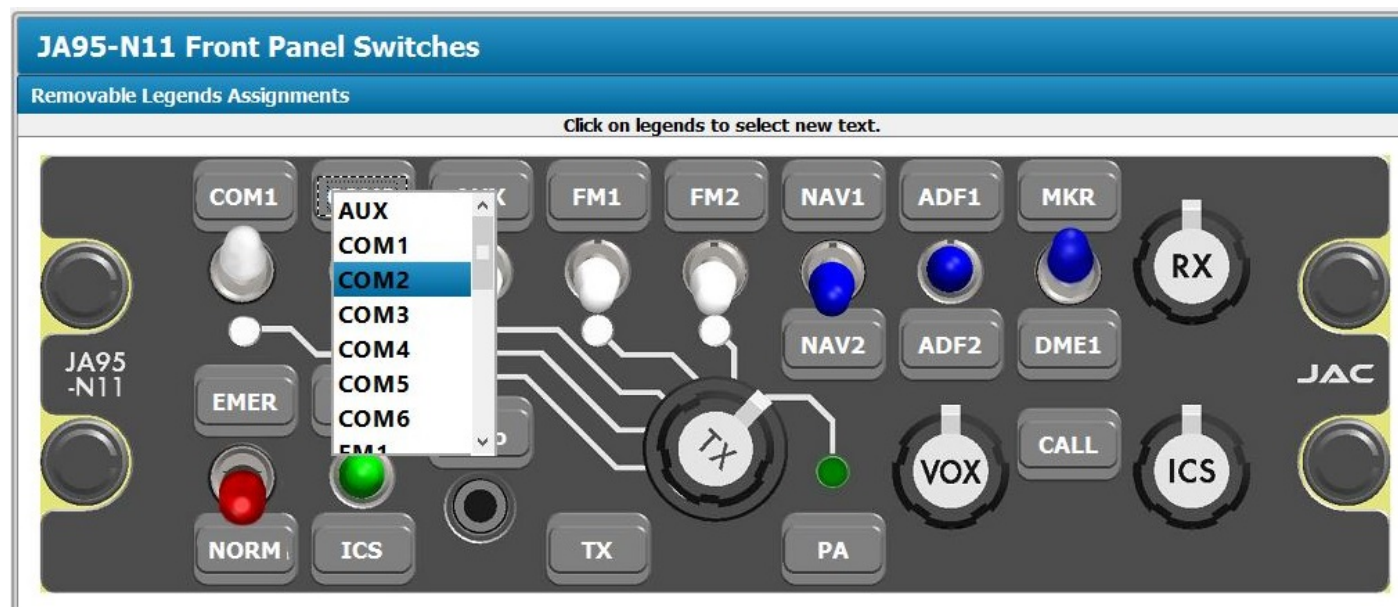 JA95-N11 Front Panel Switches
Removable Legends Assignments
Click on legends to select new text.
COM1
FM1
FM2
NAV1
ADF1
MKR
AUX
COM1
COM2
COM3
COM4
COM5
COM6
FM1
RX
JA95
-N11
NAV2
ADF2
DME1
JAC
EMER
TX
VOX
CALL
ICS
NORM
ICS
TX
PA